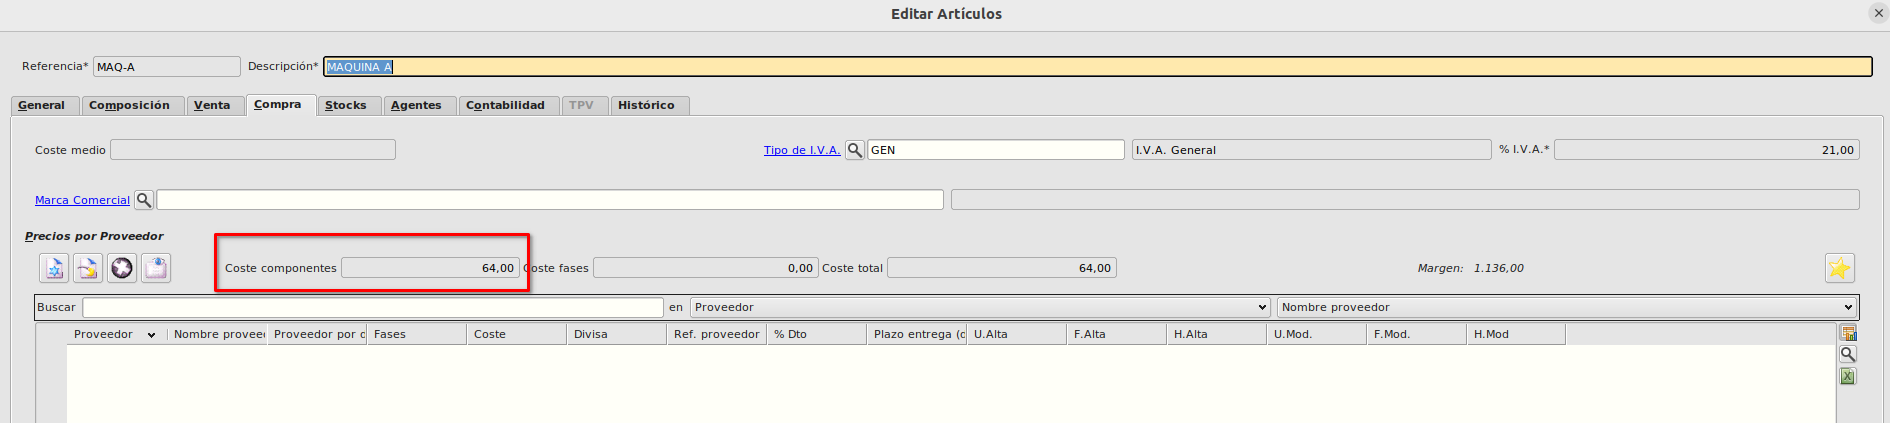 Editar Artículos
Referencia* MAQ-A Descripción* MAQUINA A
General Composición Venta Compra Stocks Agentes Contabilidad TPV Histórico
Coste medio Tipo de I.V.A. GEN I.V.A. General % I.V.A.* 21,00
Marca Comercial
Precios por Proveedor
Coste componentes 64,00 Coste fases 0,00 Coste total 64,00 Margen: 1.136,00
Buscar en Proveedor Nombre proveedor
Proveedor Nombre provee Proveedor por d Fases Coste Divisa Ref. proveedor % Dto Plazo entrega (d U.Alta F.Alta H.Alta U.Mod. F.Mod. H.Mod